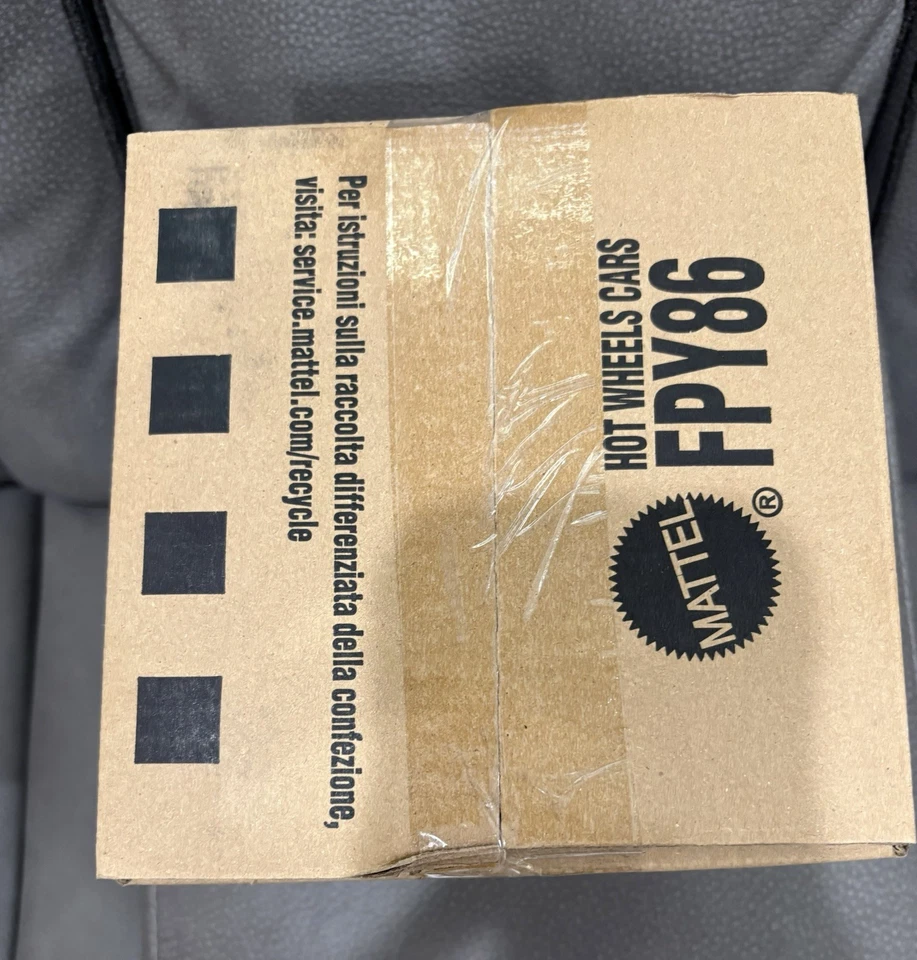 Per istruzioni sulla raccolta differenziata della confezione,
visita: service.mattel.com/recycle
HOT WHEELS CARS
FPY86
MATTEL
®